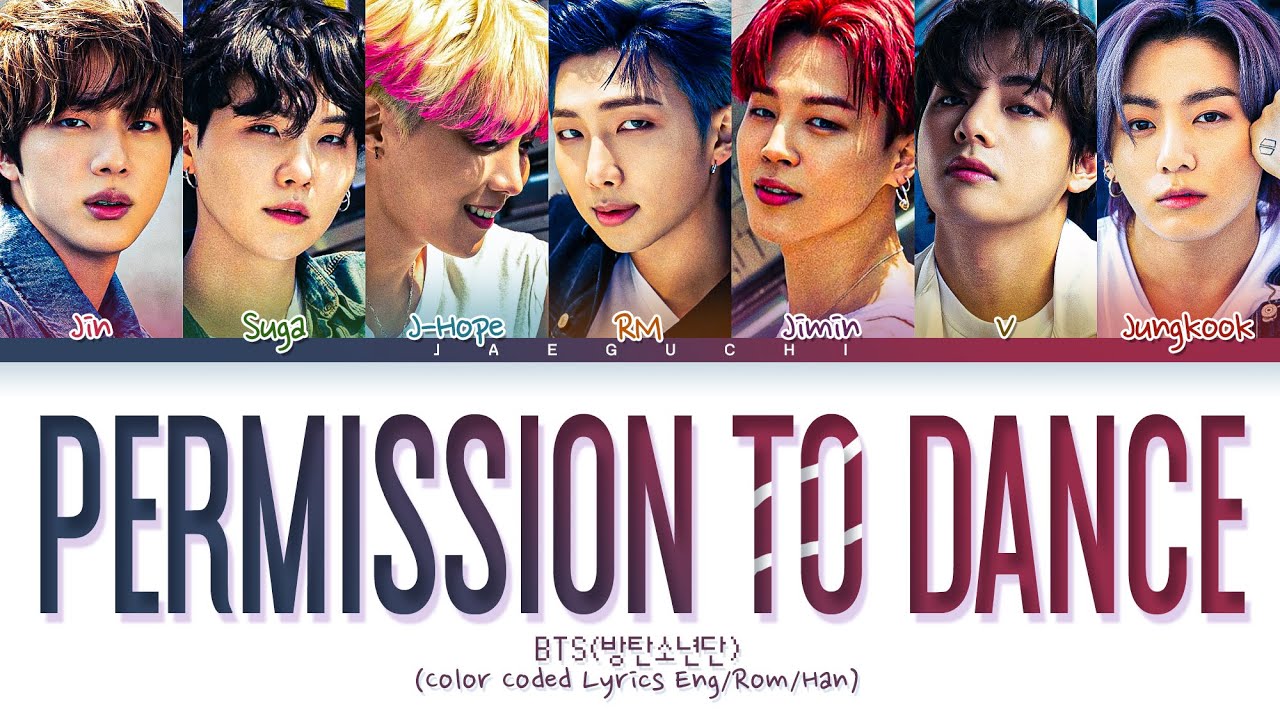 Jin Suga J-Hope RM Jimin V Jungkook
JAEGUCHI
PERMISSION TO DANCE
BTS(방탄소년단)
(Color Coded Lyrics Eng/Rom/Han)